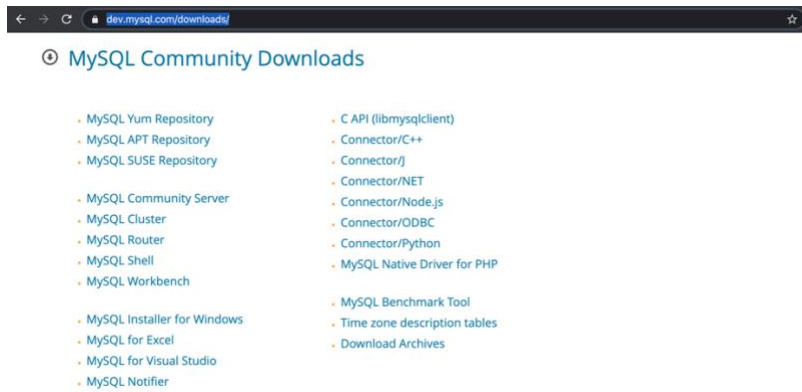 dev.mysql.com/downloads/
MySQL Community Downloads
MySQL Yum Repository
MySQL APT Repository
MySQL SUSE Repository
MySQL Community Server
MySQL Cluster
MySQL Router
MySQL Shell
MySQL Workbench
MySQL Installer for Windows
MySQL for Excel
MySQL for Visual Studio
MySQL Notifier
C API (libmysqlclient)
Connector/C++
Connector/J
Connector/NET
Connector/Node.js
Connector/ODBC
Connector/Python
MySQL Native Driver for PHP
MySQL Benchmark Tool
Time zone description tables
Download Archives